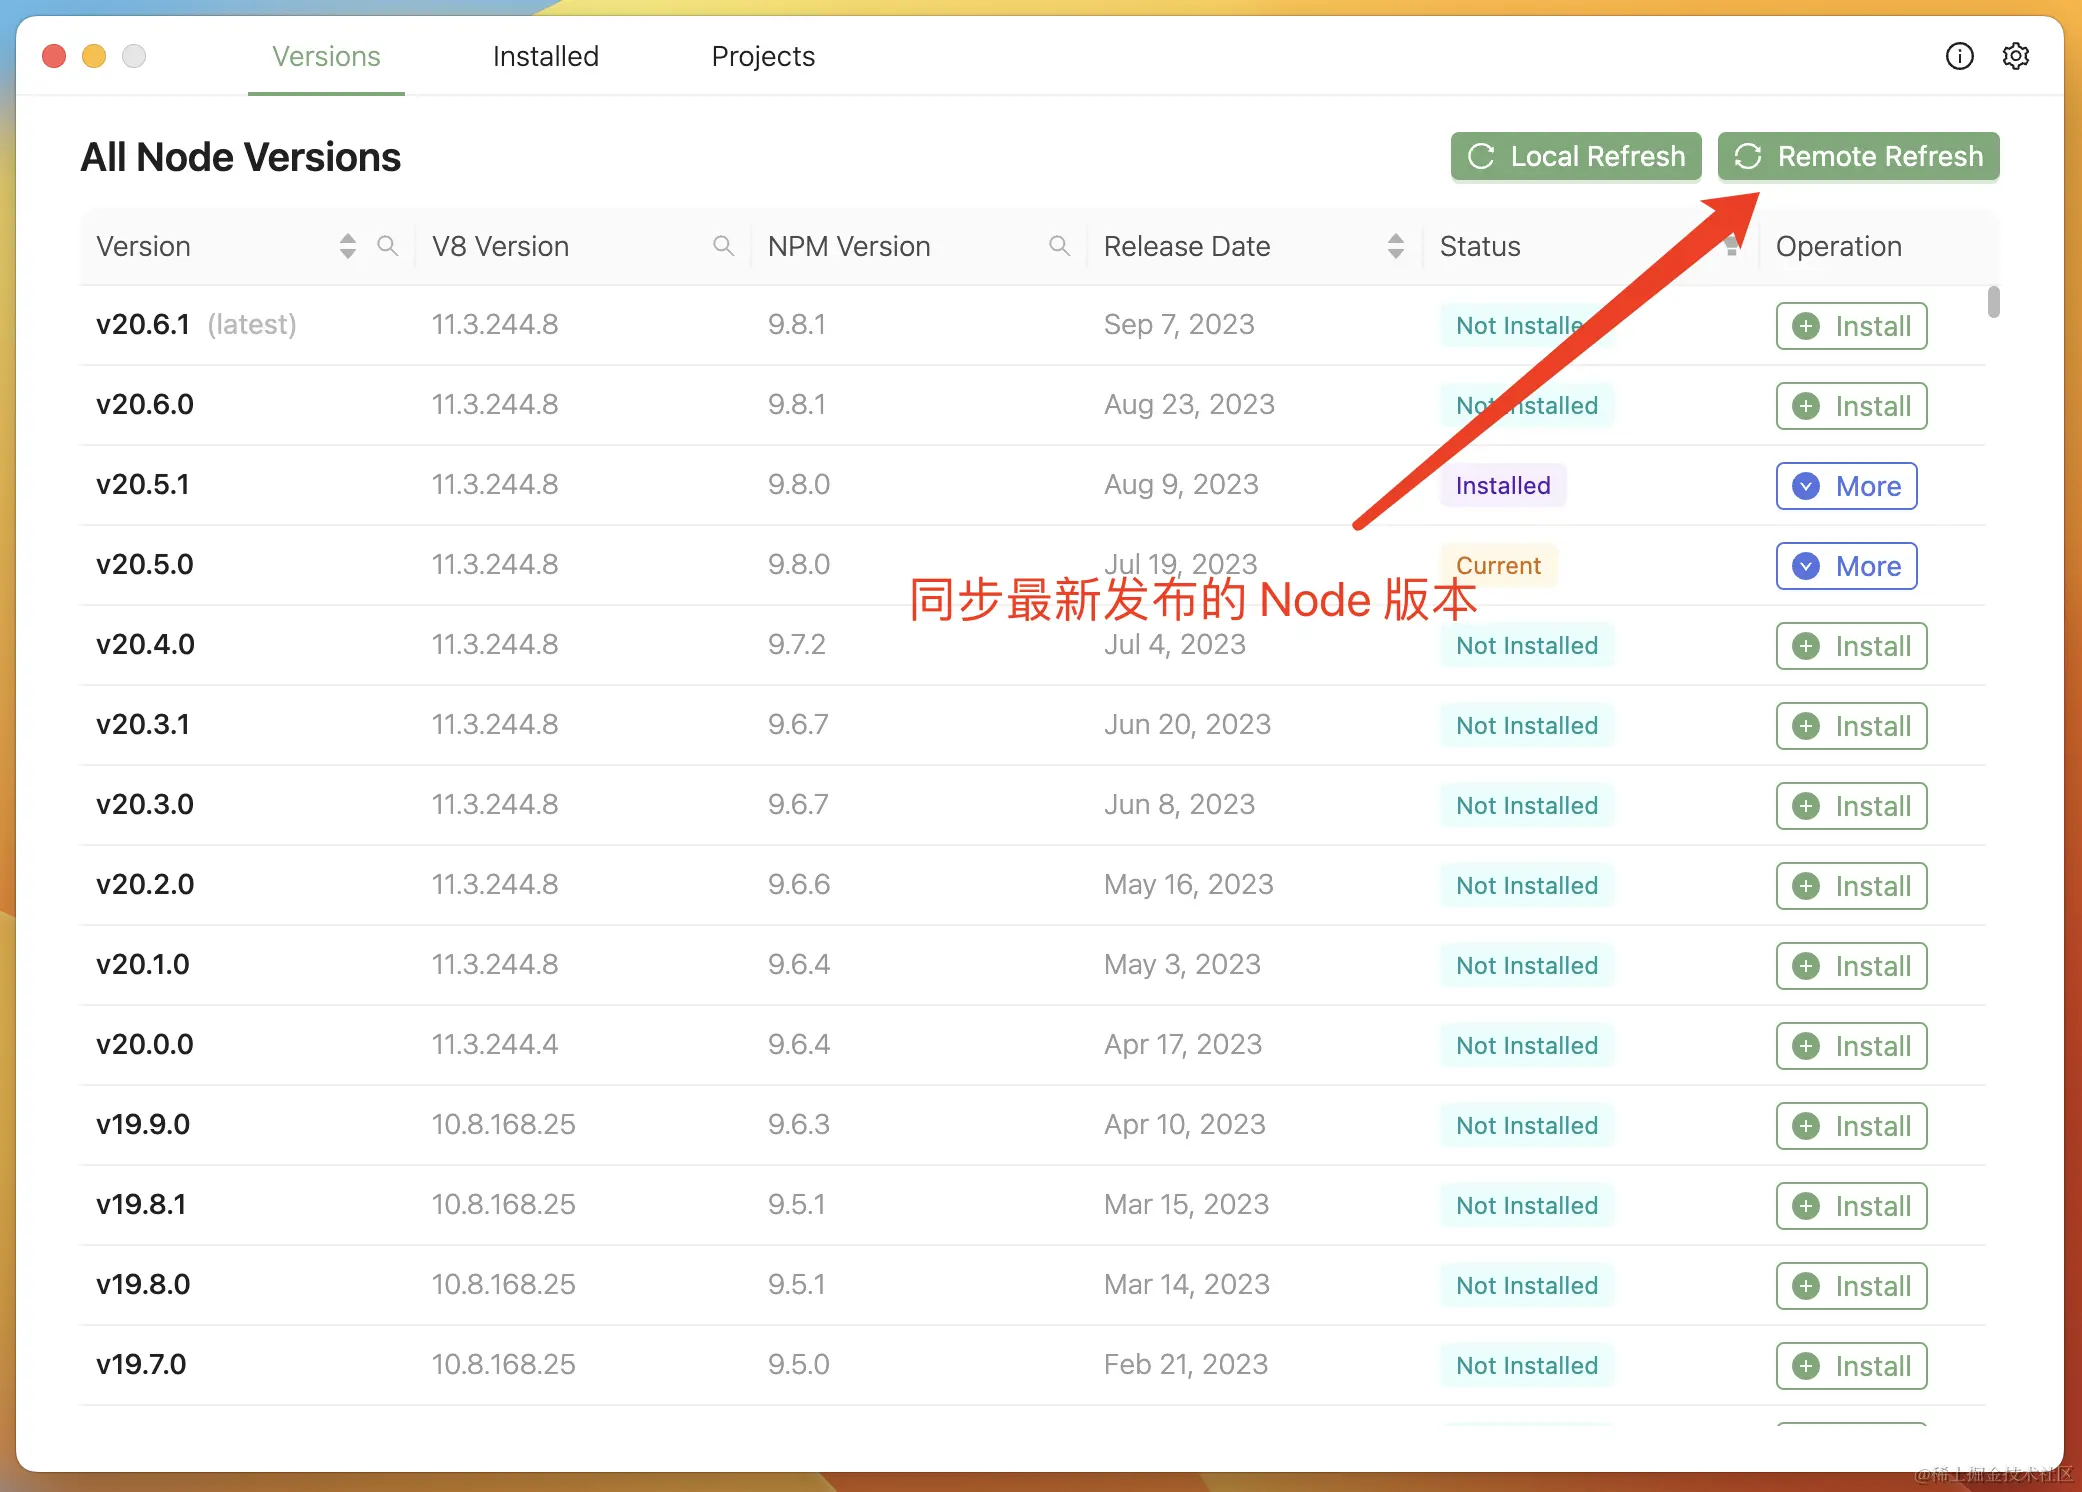 Versions Installed Projects
All Node Versions Local Refresh Remote Refresh
Version V8 Version NPM Version Release Date Status Operation
v20.6.1 (latest) 11.3.244.8 9.8.1 Sep 7, 2023 Not Installe Install
v20.6.0 11.3.244.8 9.8.1 Aug 23, 2023 Not Installed Install
v20.5.1 11.3.244.8 9.8.0 Aug 9, 2023 Installed More
v20.5.0 11.3.244.8 9.8.0 Jul 19, 2023 Current More
同步最新发布的 Node 版本
v20.4.0 11.3.244.8 9.7.2 Jul 4, 2023 Not Installed Install
v20.3.1 11.3.244.8 9.6.7 Jun 20, 2023 Not Installed Install
v20.3.0 11.3.244.8 9.6.7 Jun 8, 2023 Not Installed Install
v20.2.0 11.3.244.8 9.6.6 May 16, 2023 Not Installed Install
v20.1.0 11.3.244.8 9.6.4 May 3, 2023 Not Installed Install
v20.0.0 11.3.244.4 9.6.4 Apr 17, 2023 Not Installed Install
v19.9.0 10.8.168.25 9.6.3 Apr 10, 2023 Not Installed Install
v19.8.1 10.8.168.25 9.5.1 Mar 15, 2023 Not Installed Install
v19.8.0 10.8.168.25 9.5.1 Mar 14, 2023 Not Installed Install
v19.7.0 10.8.168.25 9.5.0 Feb 21, 2023 Not Installed Install
@稀土掘金技术社区